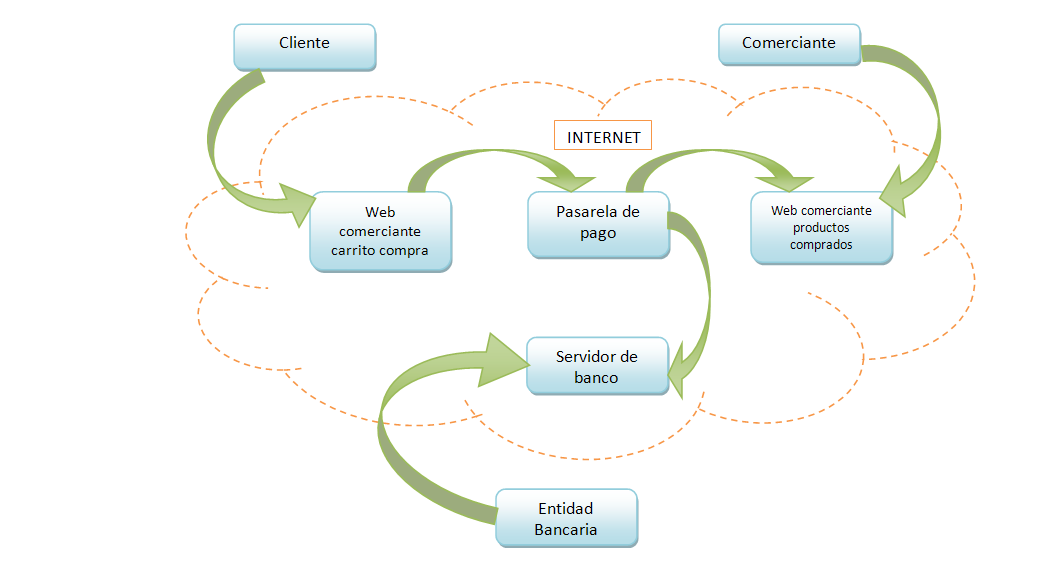 Cliente
Comerciante
INTERNET
Web
comerciante
carrito compra
Pasarela de
pago
Web comerciante
productos
comprados
Servidor de
banco
Entidad
Bancaria